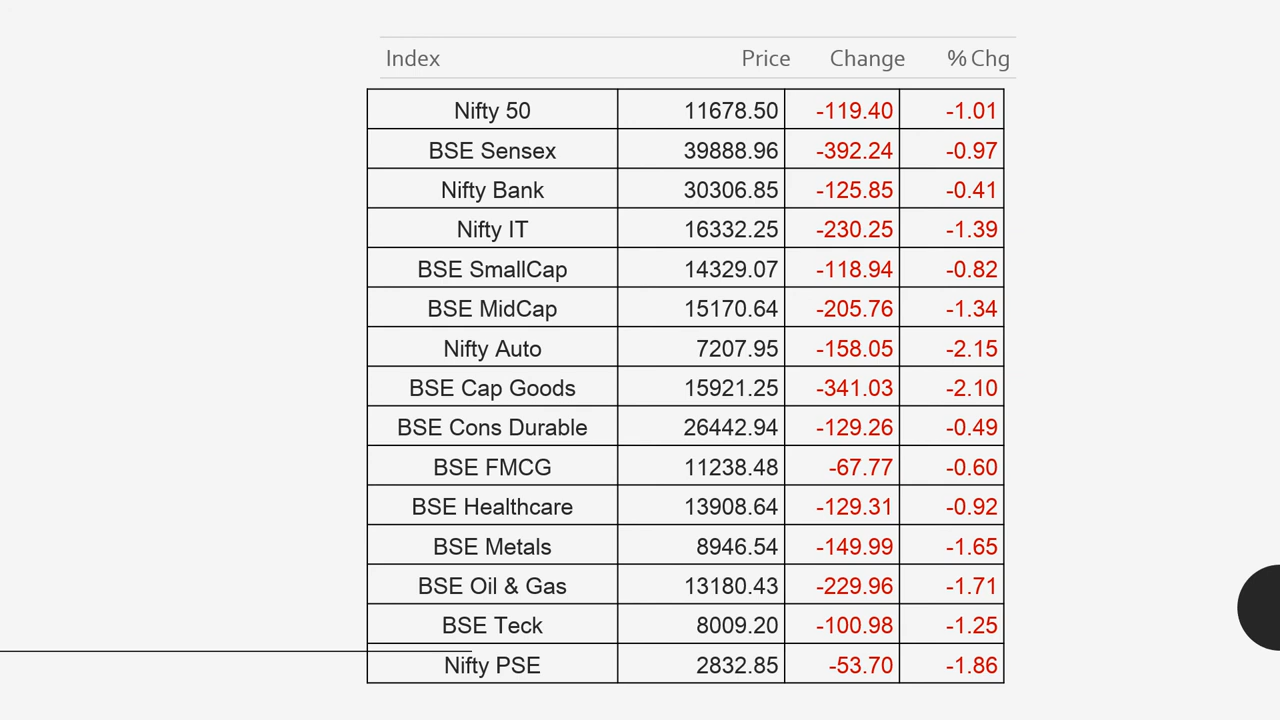 Index Price Change % Chg
Nifty 50 11678.50 -119.40 -1.01
BSE Sensex 39888.96 -392.24 -0.97
Nifty Bank 30306.85 -125.85 -0.41
Nifty IT 16332.25 -230.25 -1.39
BSE SmallCap 14329.07 -118.94 -0.82
BSE MidCap 15170.64 -205.76 -1.34
Nifty Auto 7207.95 -158.05 -2.15
BSE Cap Goods 15921.25 -341.03 -2.10
BSE Cons Durable 26442.94 -129.26 -0.49
BSE FMCG 11238.48 -67.77 -0.60
BSE Healthcare 13908.64 -129.31 -0.92
BSE Metals 8946.54 -149.99 -1.65
BSE Oil & Gas 13180.43 -229.96 -1.71
BSE Teck 8009.20 -100.98 -1.25
Nifty PSE 2832.85 -53.70 -1.86